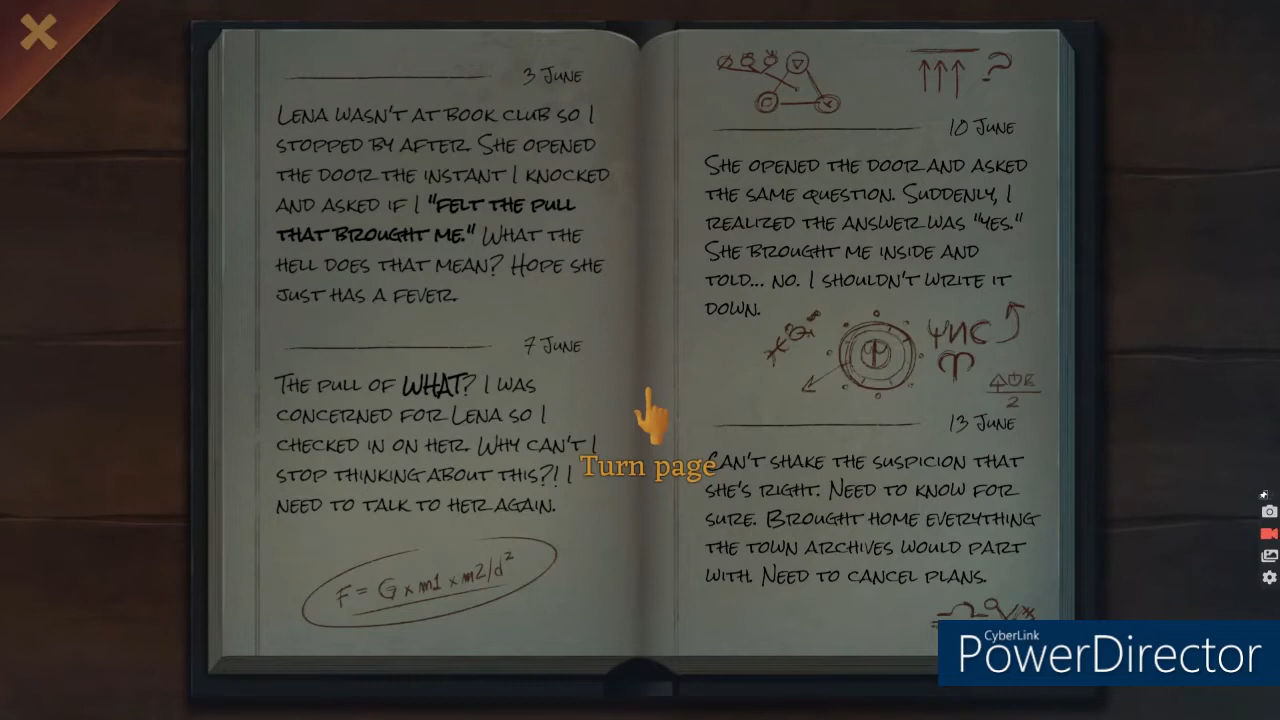 3 June
Lena wasn't at book club so I
stopped by after. She opened
the door the instant I knocked
and asked if I "felt the pull
that brought me." What the
hell does that mean? Hope she
just has a fever.
7 June
The pull of WHAT? I was
concerned for Lena so I
checked in on her. Why can't I
stop thinking about this?! I
need to talk to her again.
F = G x m1 x m2/d²
?
10 June
She opened the door and asked
the same question. Suddenly, I
realized the answer was "yes."
She brought me inside and
told... no. I shouldn't write it
down.
2
13 June
Can't shake the suspicion that
she's right. Need to know for
sure. Brought home everything
the town archives would part
with. Need to cancel plans.
Turn page
CyberLink
PowerDirector